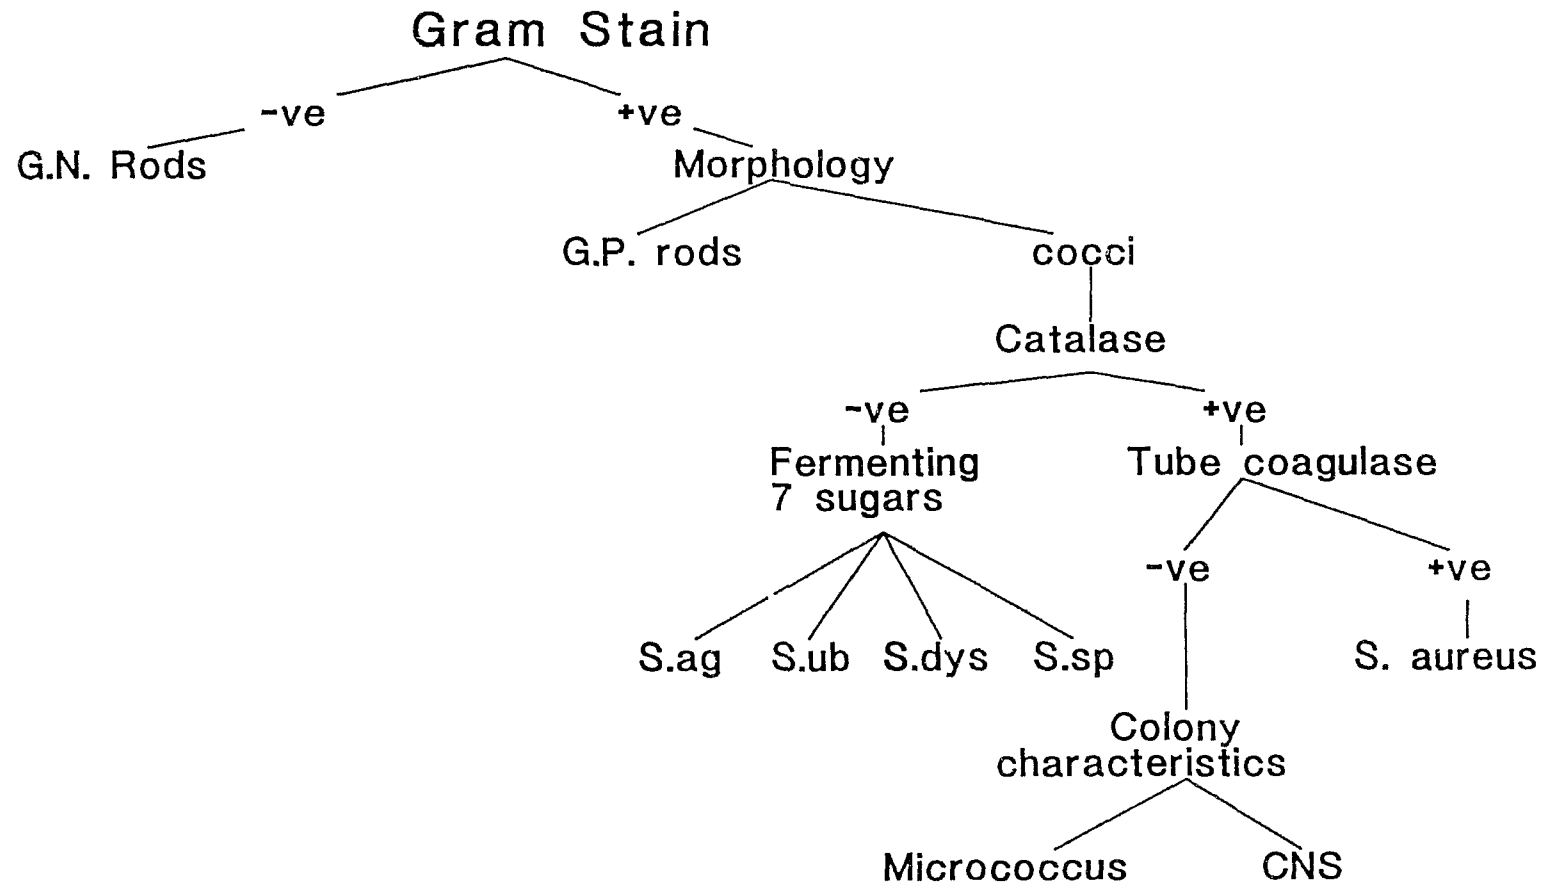 Gram Stain
-ve +ve
G.N. Rods Morphology
G.P. rods cocci
Catalase
-ve +ve
Fermenting Tube coagulase
7 sugars
-ve +ve
S.ag S.ub S.dys S.sp S. aureus
Colony
characteristics
Micrococcus CNS